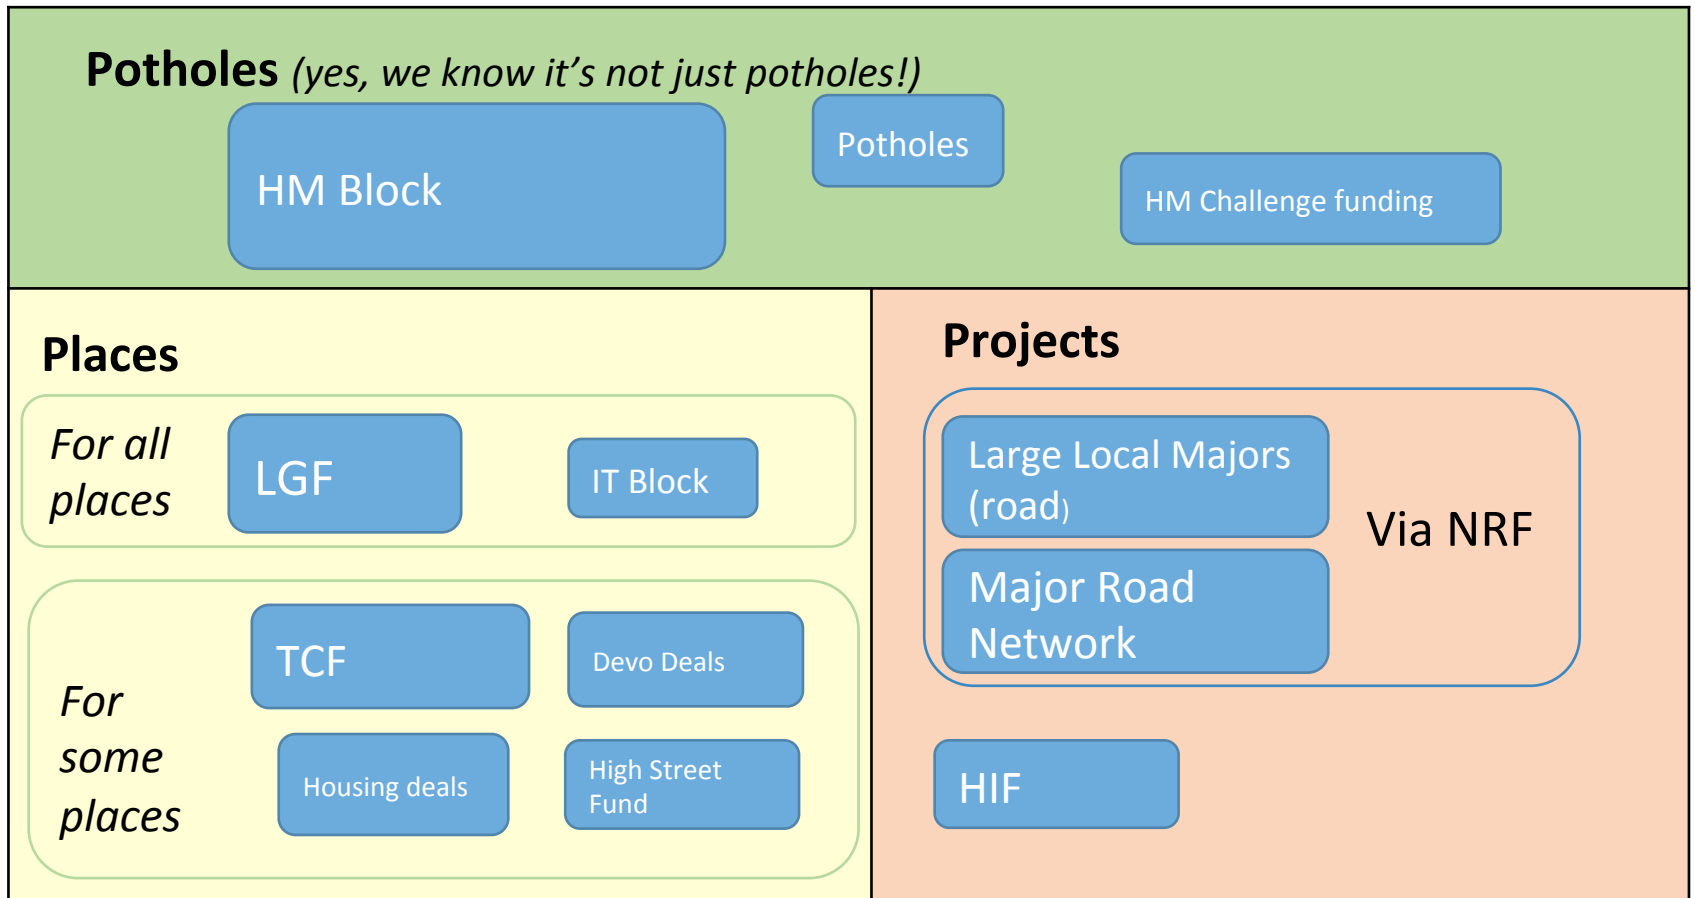 Potholes (yes, we know it’s not just potholes!)
HM Block
Potholes
HM Challenge funding
Places
For all
places
LGF
IT Block
For
some
places
TCF
Devo Deals
Housing deals
High Street
Fund
Projects
Large Local Majors
(road)
Major Road
Network
Via NRF
HIF